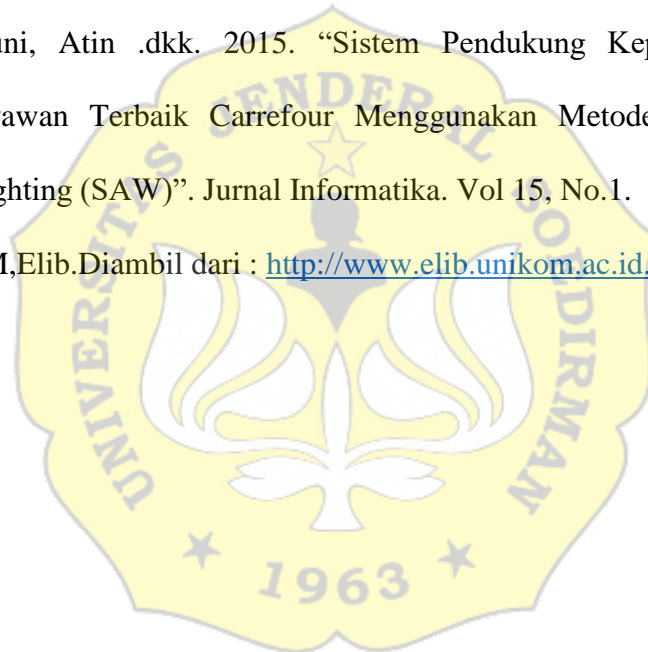 uni, Atin .dkk. 2015. “Sistem Pendukung Kep
awan Terbaik Carrefour Menggunakan Metode
ghting (SAW)”. Jurnal Informatika. Vol 15, No.1.
M,Elib.Diambil dari : http://www.elib.unikom.ac.id.
UNIVERSITAS JENDERAL SOEDIRMAN
1963